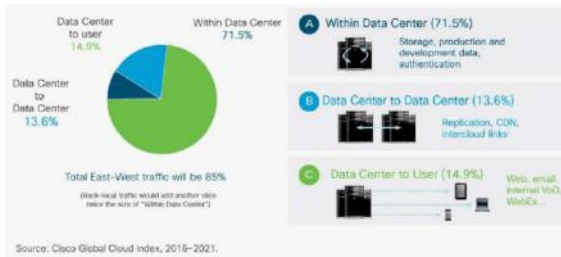 Data Center
to user
14.9%
Within Data Center
71.5%
Data Center
to
Data Center
13.6%
Total East-West traffic will be 85%
(Rack-local traffic would add another slice
twice the size of "Within Data Center")
Source: Cisco Global Cloud Index, 2016–2021.
A Within Data Center (71.5%)
Storage, production and
development data,
authentication
B Data Center to Data Center (13.6%)
Replication, CDN,
intercloud links
C Data Center to User (14.9%)
Web, email,
internal VoD,
WebEx...